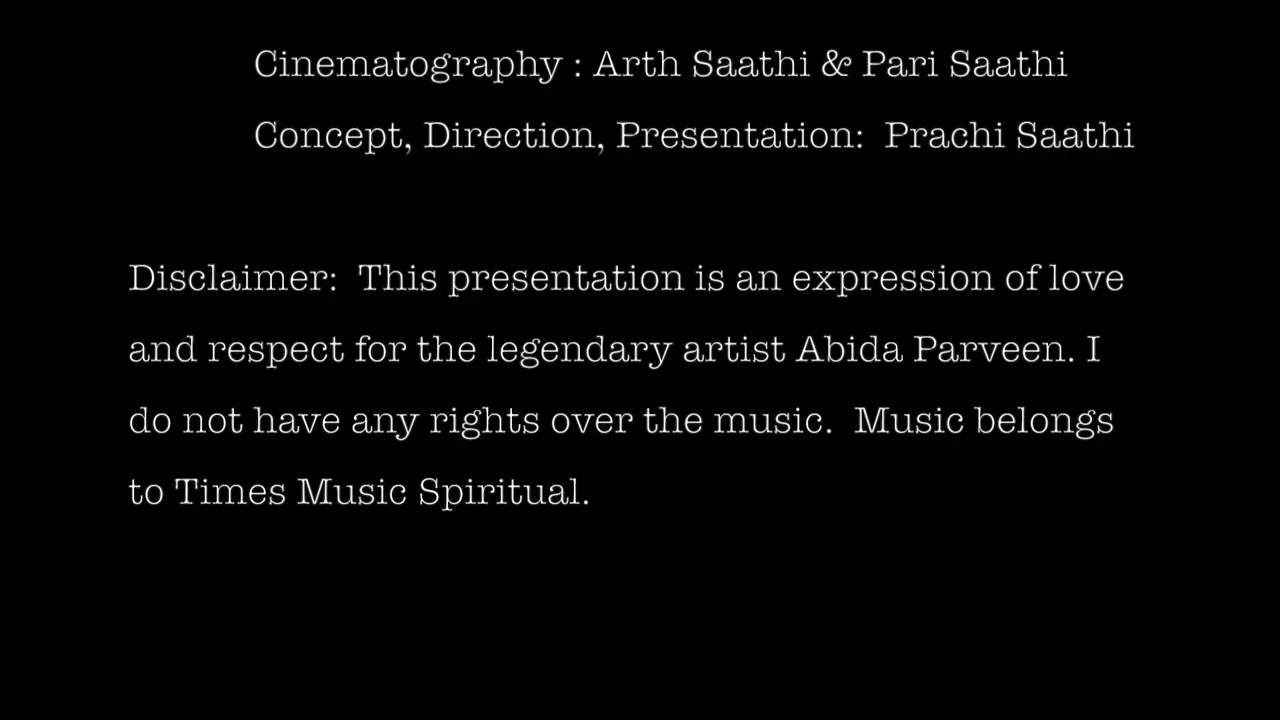 Cinematography : Arth Saathi & Pari Saathi
Concept, Direction, Presentation:  Prachi Saathi
Disclaimer:  This presentation is an expression of love
and respect for the legendary artist Abida Parveen. I
do not have any rights over the music.  Music belongs
to Times Music Spiritual.